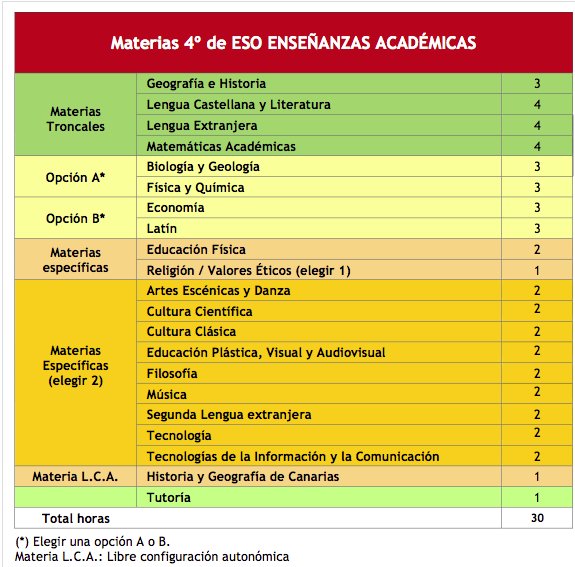 Materias 4º de ESO ENSEÑANZAS ACADÉMICAS
Materias Troncales
Geografía e Historia 3
Lengua Castellana y Literatura 4
Lengua Extranjera 4
Matemáticas Académicas 4
Opción A*
Biología y Geología 3
Física y Química 3
Opción B*
Economía 3
Latín 3
Materias específicas
Educación Física 2
Religión / Valores Éticos (elegir 1) 1
Materias Específicas (elegir 2)
Artes Escénicas y Danza 2
Cultura Científica 2
Cultura Clásica 2
Educación Plástica, Visual y Audiovisual 2
Filosofía 2
Música 2
Segunda Lengua extranjera 2
Tecnología 2
Tecnologías de la Información y la Comunicación 2
Materia L.C.A. Historia y Geografía de Canarias 1
Tutoría 1
Total horas 30
(*) Elegir una opción A o B.
Materia L.C.A.: Libre configuración autonómica